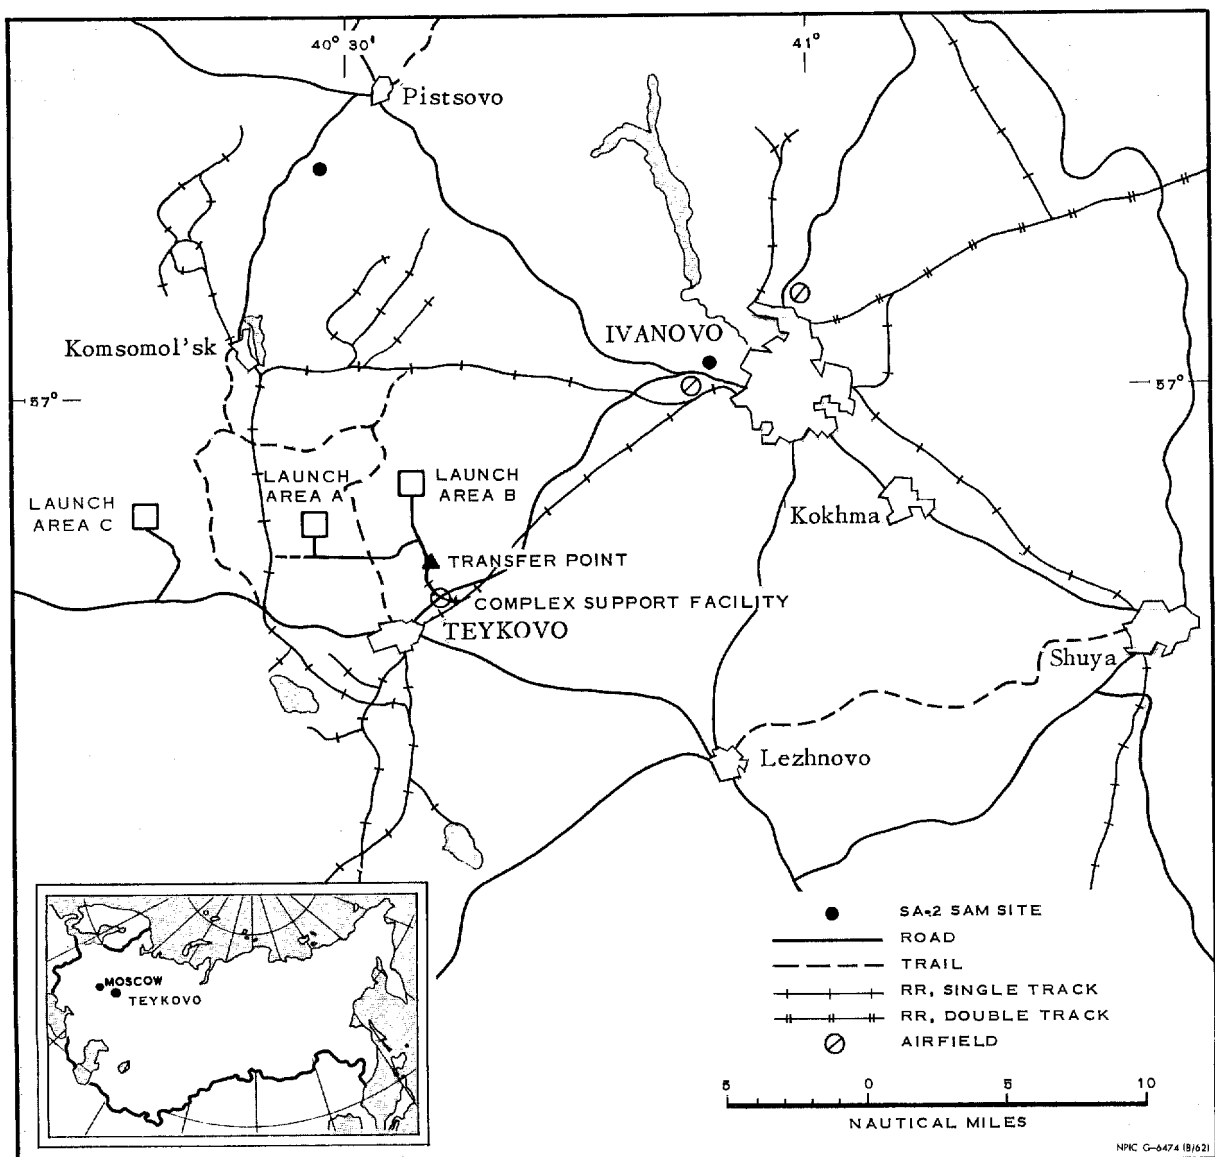 40° 30'
41°
Pistsovo
IVANOVO
Komsomol'sk
57°
57°
LAUNCH
AREA A
LAUNCH
AREA B
LAUNCH
AREA C
Kokhma
TRANSFER POINT
COMPLEX SUPPORT FACILITY
TEYKOVO
Shuya
Lezhnovo
MOSCOW
TEYKOVO
SA-2 SAM SITE
ROAD
TRAIL
RR, SINGLE TRACK
RR, DOUBLE TRACK
AIRFIELD
5 0 5 10
NAUTICAL MILES
NPIC G-6474 (8/62)